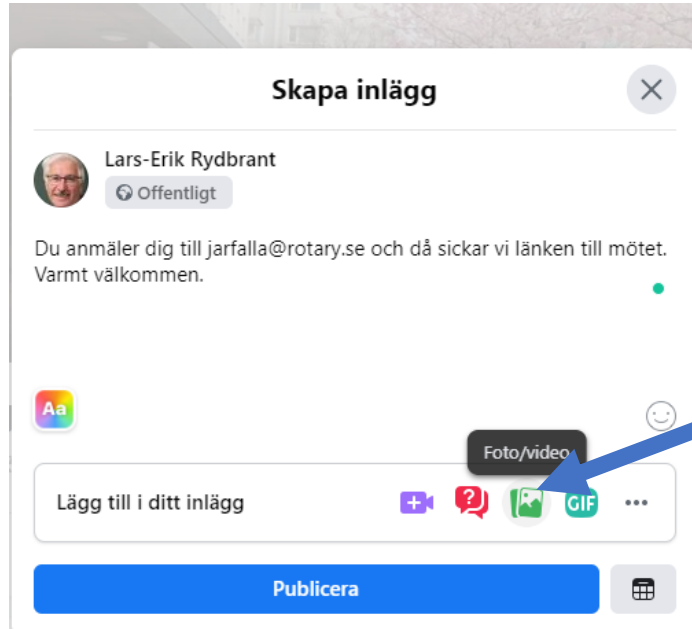 Skapa inlägg
Lars-Erik Rydbrant
Offentligt
Du anmäler dig till jarfalla@rotary.se och då sickar vi länken till mötet.
Varmt välkommen.
Aa
Foto/video
Lägg till i ditt inlägg
GIF
Publicera